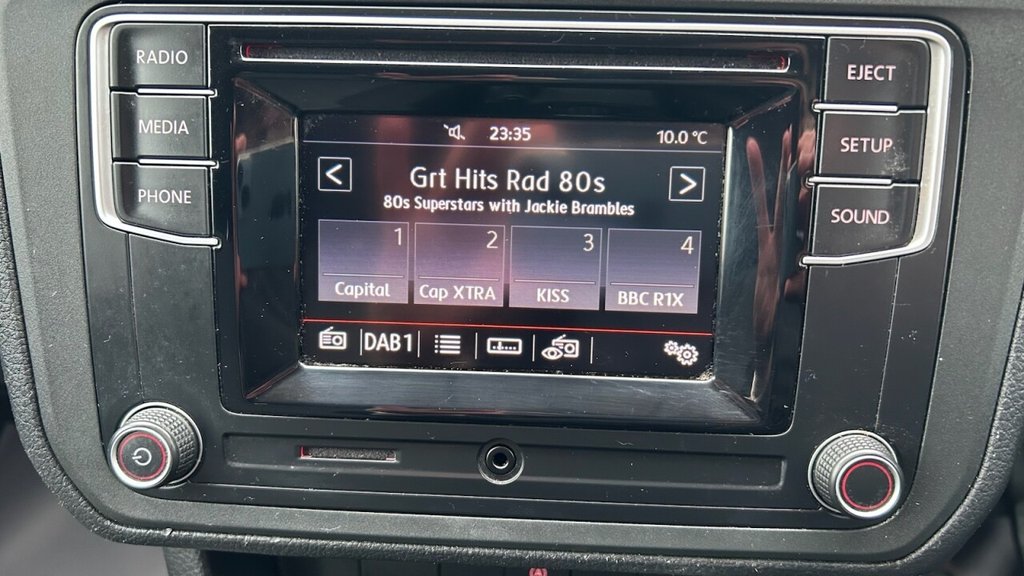 RADIO
MEDIA
PHONE
EJECT
SETUP
SOUND
23:35
10.0 °C
<
Grt Hits Rad 80s
>
80s Superstars with Jackie Brambles
1
Capital
2
Cap XTRA
3
KISS
4
BBC R1X
DAB1